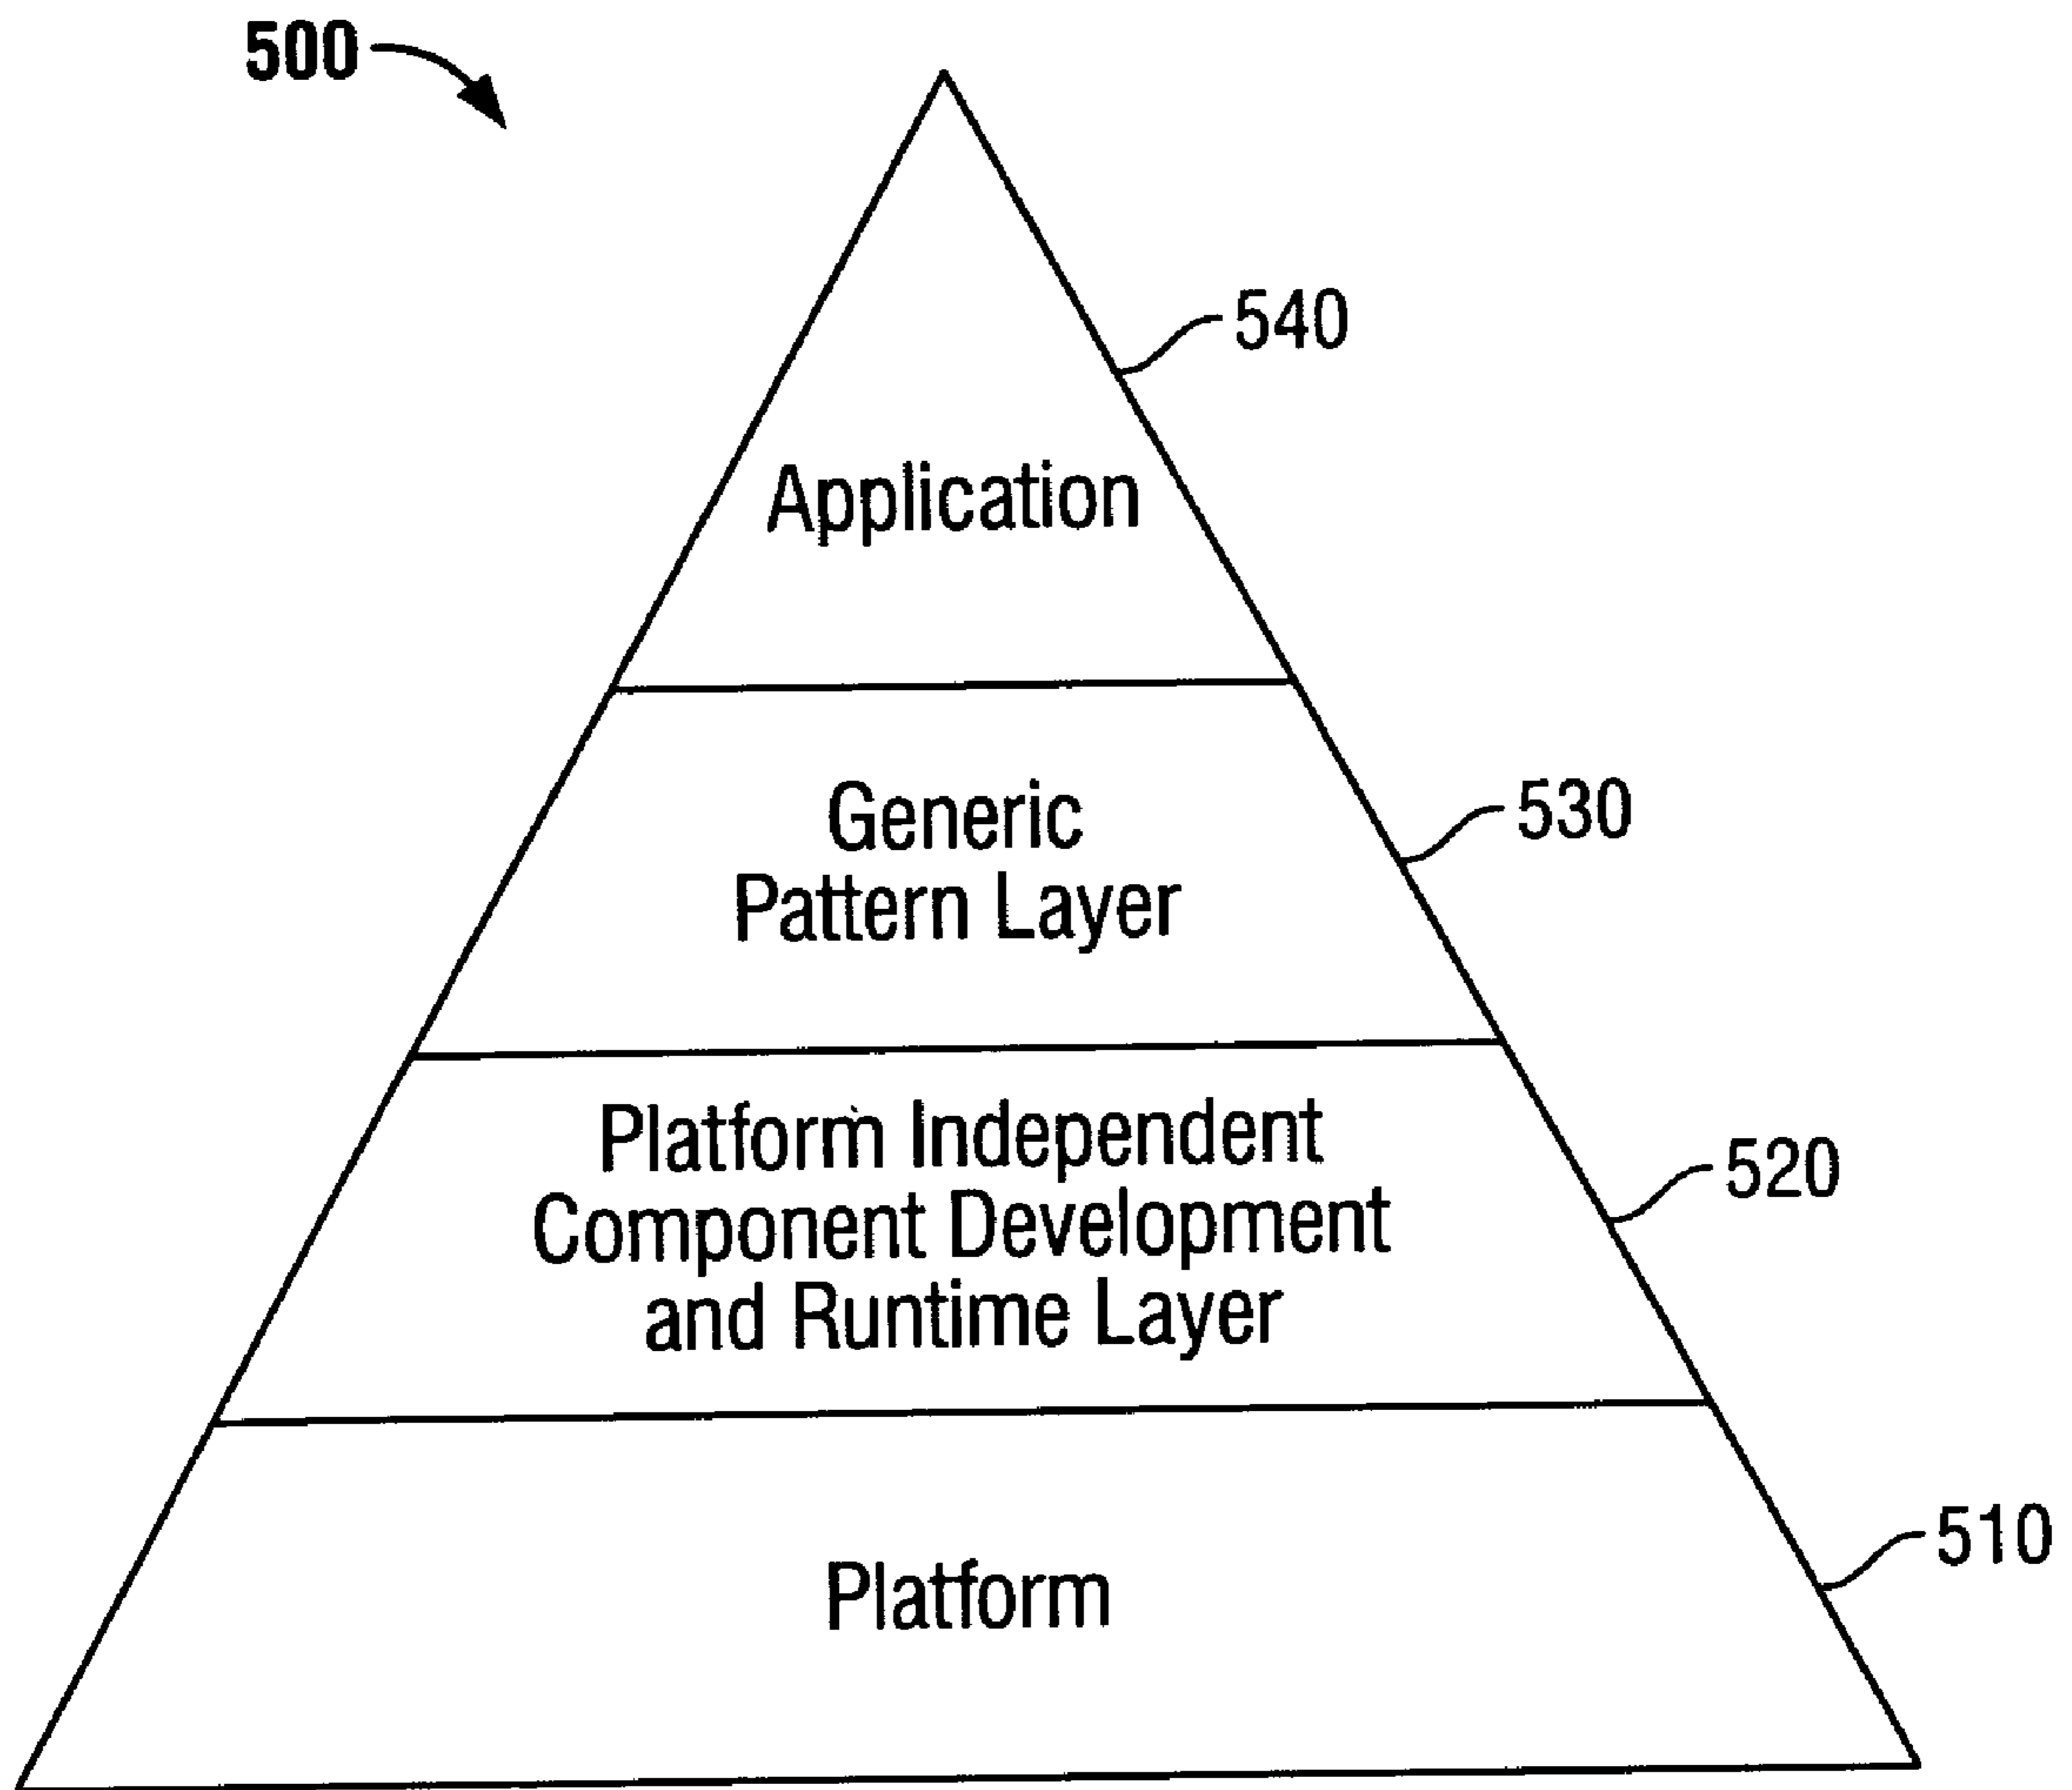 500
540
Application
Generic
Pattern Layer
530
Platform Independent
Component Development
and Runtime Layer
520
Platform
510